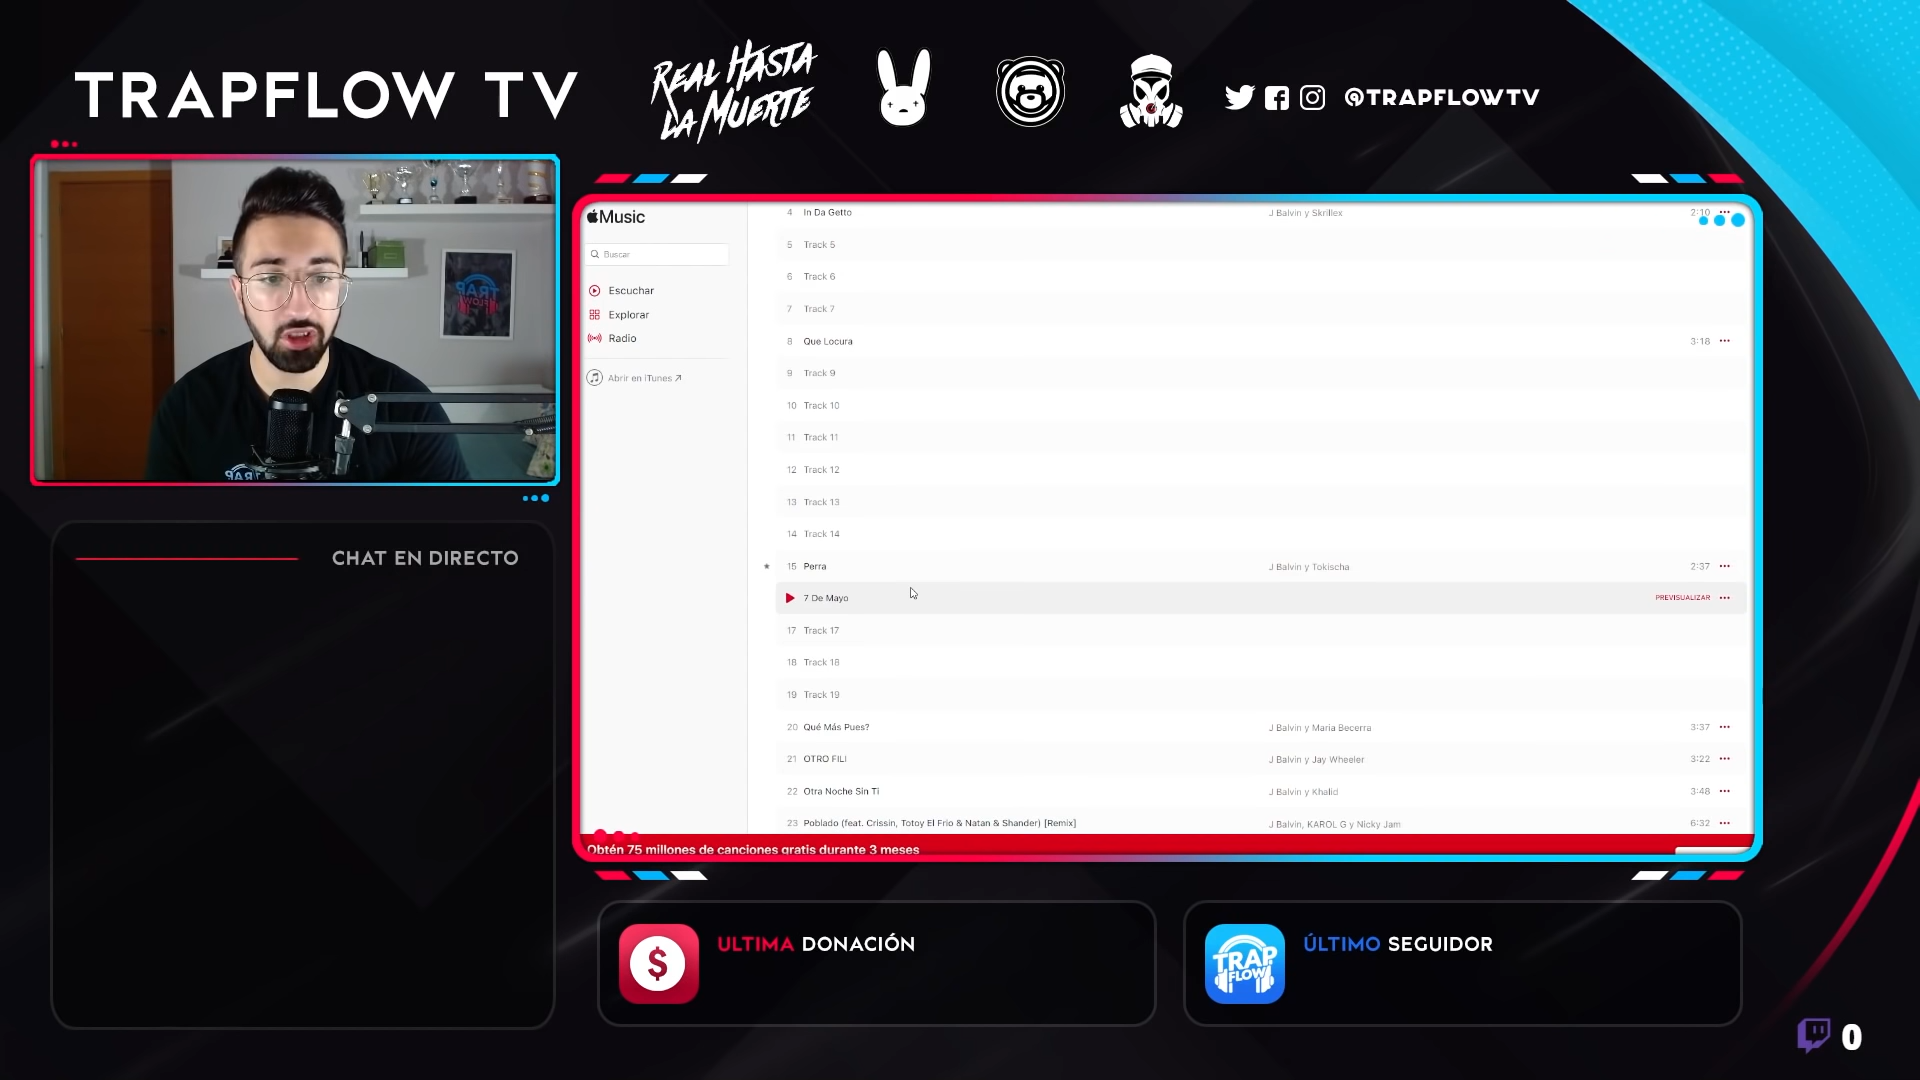 TRAPFLOW TV
REAL HASTA
LA MUERTE
@TRAPFLOWTV
CHAT EN DIRECTO
Music
Buscar
Escuchar
Explorar
Radio
Abrir en iTunes
4 In Da Getto J Balvin y Skrillex 2:10
5 Track 5
6 Track 6
7 Track 7
8 Que Locura 3:18
9 Track 9
10 Track 10
11 Track 11
12 Track 12
13 Track 13
14 Track 14
★ 15 Perra J Balvin y Tokischa 2:37
7 De Mayo PREVISUALIZAR
17 Track 17
18 Track 18
19 Track 19
20 Qué Más Pues? J Balvin y Maria Becerra 3:37
21 OTRO FILI J Balvin y Jay Wheeler 3:22
22 Otra Noche Sin Ti J Balvin y Khalid 3:48
23 Poblado (feat. Crissin, Totoy El Frio & Natan & Shander) [Remix] J Balvin, KAROL G y Nicky Jam 6:32
Obtén 75 millones de canciones gratis durante 3 meses
ULTIMA DONACIÓN
$
ÚLTIMO SEGUIDOR
TRAP
FLOW
0